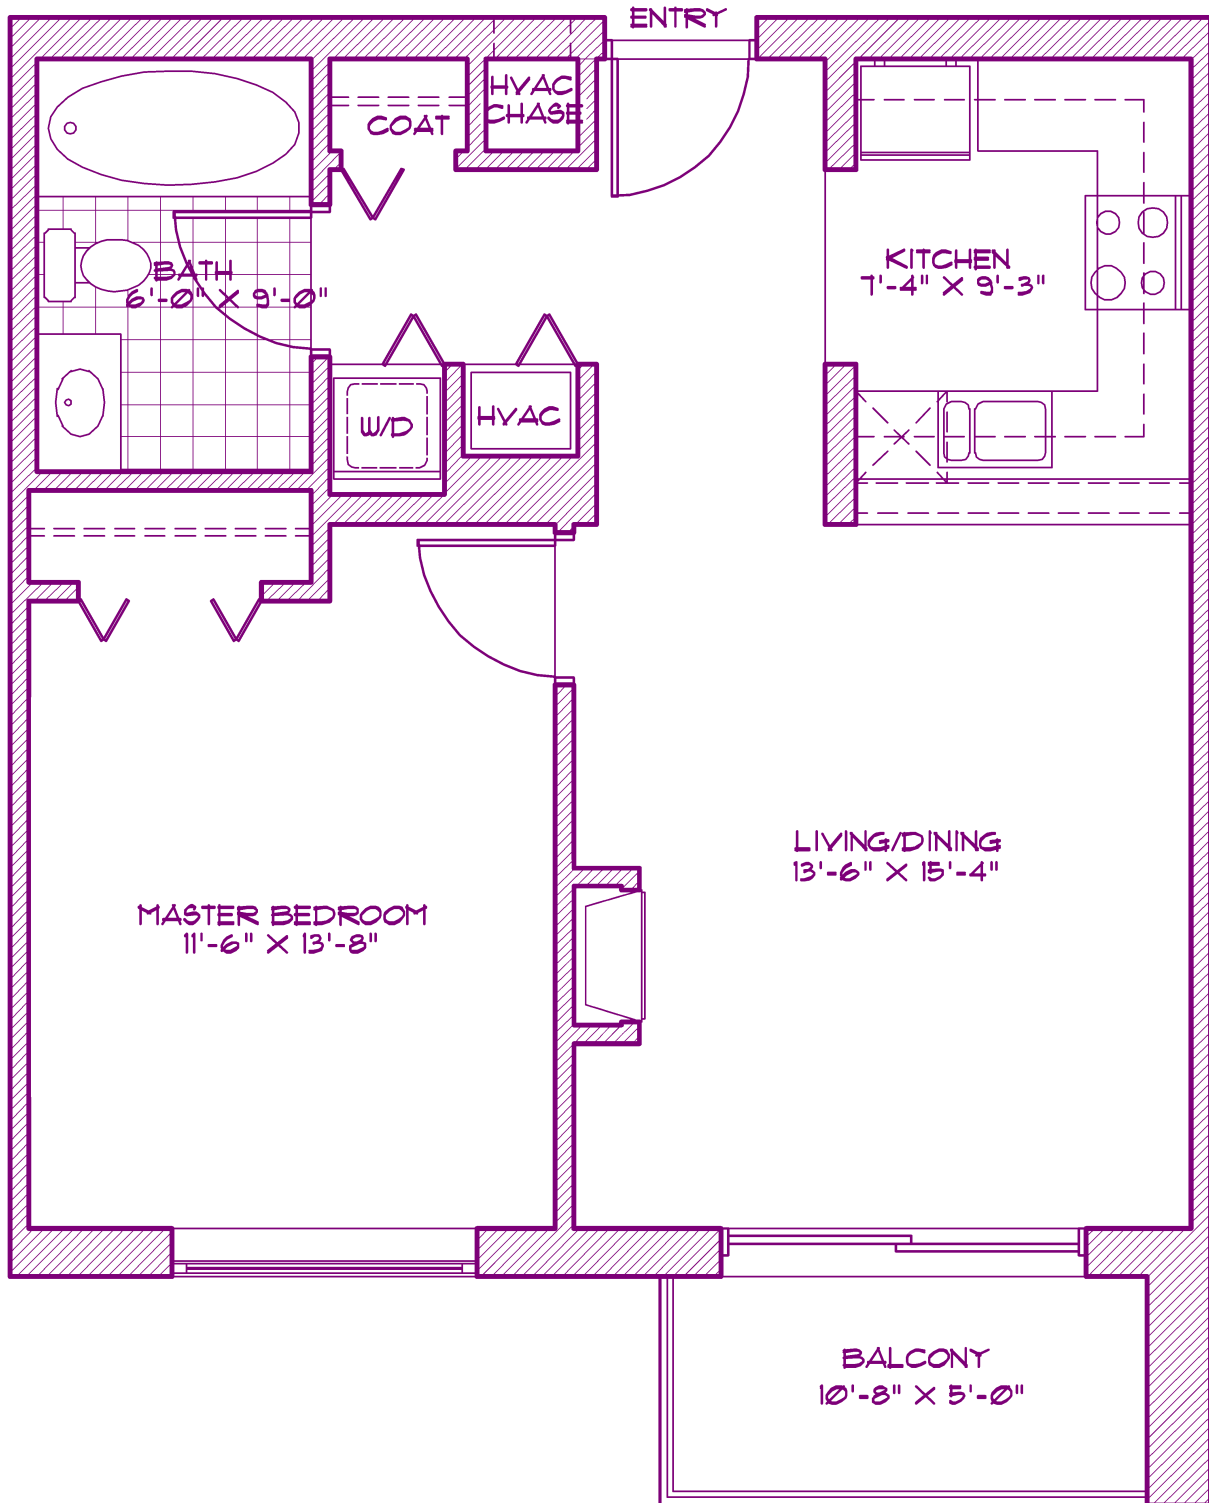 ENTRY
HVAC
CHASE
COAT
KITCHEN
7'-4" X 9'-3"
BATH
6'-0" X 9'-0"
W/D
HVAC
LIVING/DINING
13'-6" X 15'-4"
MASTER BEDROOM
11'-6" X 13'-8"
BALCONY
10'-8" X 5'-0"